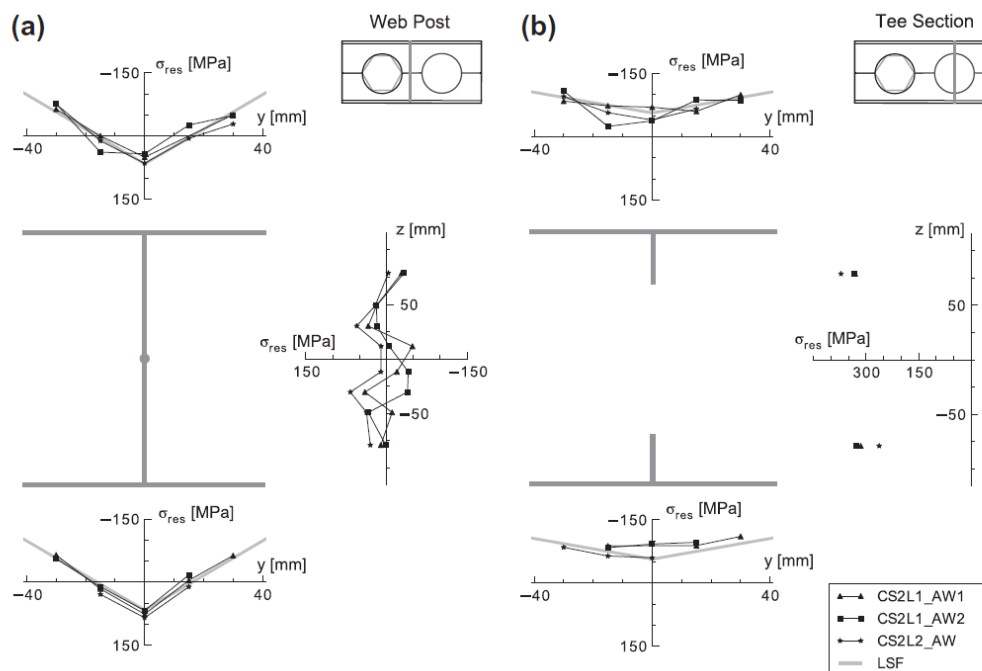 (a)
Web Post
−150
σres [MPa]
y [mm]
−40
40
150
z [mm]
50
σres
[MPa]
150
−150
−50
−150
σres [MPa]
y [mm]
−40
40
150
(b)
Tee Section
−150
σres [MPa]
y [mm]
−40
40
150
z [mm]
50
σres [MPa]
300
150
−50
−150
σres [MPa]
y [mm]
−40
40
150
CS2L1_AW1
CS2L1_AW2
CS2L2_AW
LSF